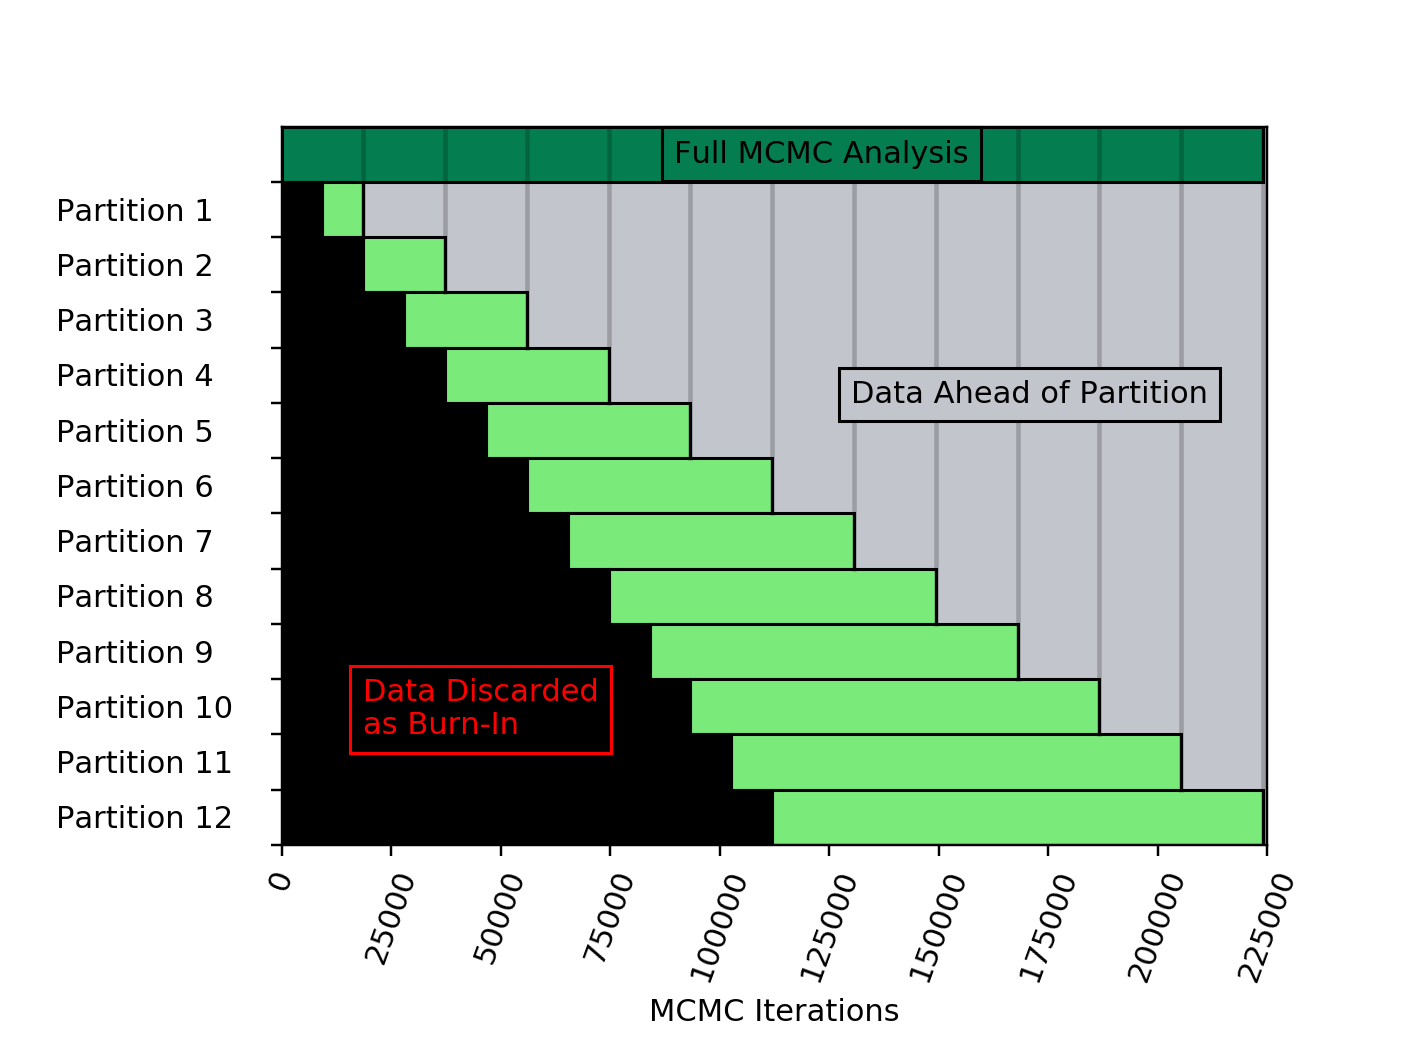 Full MCMC Analysis
Partition 1
Partition 2
Partition 3
Partition 4
Data Ahead of Partition
Partition 5
Partition 6
Partition 7
Partition 8
Partition 9
Data Discarded
as Burn-In
Partition 10
Partition 11
Partition 12
0
25000
50000
75000
100000
125000
150000
175000
200000
225000
MCMC Iterations